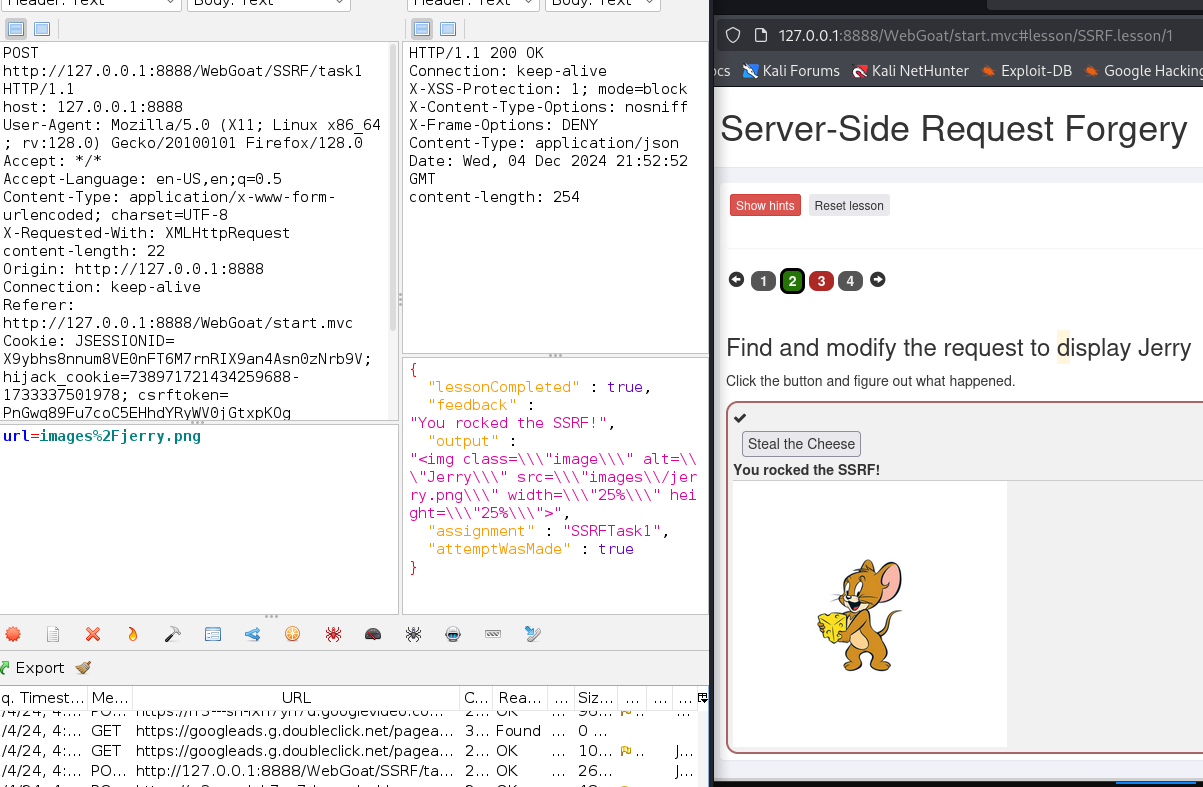 Header: Text
Body: Text
Header: Text
Body: Text
POST
http://127.0.0.1:8888/WebGoat/SSRF/task1
HTTP/1.1
host: 127.0.0.1:8888
User-Agent: Mozilla/5.0 (X11; Linux x86_64
; rv:128.0) Gecko/20100101 Firefox/128.0
Accept: */*
Accept-Language: en-US,en;q=0.5
Content-Type: application/x-www-form-
urlencoded; charset=UTF-8
X-Requested-With: XMLHttpRequest
content-length: 22
Origin: http://127.0.0.1:8888
Connection: keep-alive
Referer:
http://127.0.0.1:8888/WebGoat/start.mvc
Cookie: JSESSIONID=
X9ybhs8nnum8VE0nFT6M7rnRIX9an4Asn0zNrb9V;
hijack_cookie=738971721434259688-
1733337501978; csrftoken=
PnGwq89Fu7coC5EHhdYRyWV0jGtxpKOg
url=images%2Fjerry.png
HTTP/1.1 200 OK
Connection: keep-alive
X-XSS-Protection: 1; mode=block
X-Content-Type-Options: nosniff
X-Frame-Options: DENY
Content-Type: application/json
Date: Wed, 04 Dec 2024 21:52:52
GMT
content-length: 254
{
"lessonCompleted" : true,
"feedback" :
"You rocked the SSRF!",
"output" :
"<img class=\\\"image\\\" alt=\\
\"Jerry\\\" src=\\\"images\\/jer
ry.png\\\" width=\\\"25%\\\" hei
ght=\\\"25%\\\">",
"assignment" : "SSRFTask1",
"attemptWasMade" : true
}
Export
q. Timest... Me... URL C... Rea... ... Siz... ... ... ...
/4/24, 4:... PO... 2... OK ...
/4/24, 4:... GET https://googleads.g.doubleclick.net/pagea... 3... Found ... 0 ...
/4/24, 4:... GET https://googleads.g.doubleclick.net/pagea... 2... OK ... 10... .. J...
/4/24, 4:... PO... http://127.0.0.1:8888/WebGoat/SSRF/ta... 2... OK ... 26... J...
127.0.0.1:8888/WebGoat/start.mvc#lesson/SSRF.lesson/1
ocs Kali Forums Kali NetHunter Exploit-DB Google Hacking
Server-Side Request Forgery
Show hints Reset lesson
1 2 3 4
Find and modify the request to display Jerry
Click the button and figure out what happened.
Steal the Cheese
You rocked the SSRF!